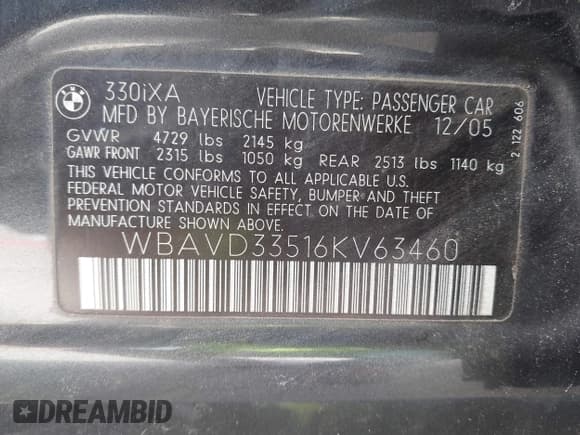 BMW
330iXA VEHICLE TYPE: PASSENGER CAR
MFD BY BAYERISCHE MOTORENWERKE 12/05
GVWR 4729 lbs 2145 kg
GAWR FRONT 2315 lbs 1050 kg REAR 2513 lbs 1140 kg
THIS VEHICLE CONFORMS TO ALL APPLICABLE U.S.
FEDERAL MOTOR VEHICLE SAFETY, BUMPER AND THEFT
PREVENTION STANDARDS IN EFFECT ON THE DATE OF
MANUFACTURE SHOWN ABOVE.
WBAVD33516KV63460
2 122 606
DREAMBID